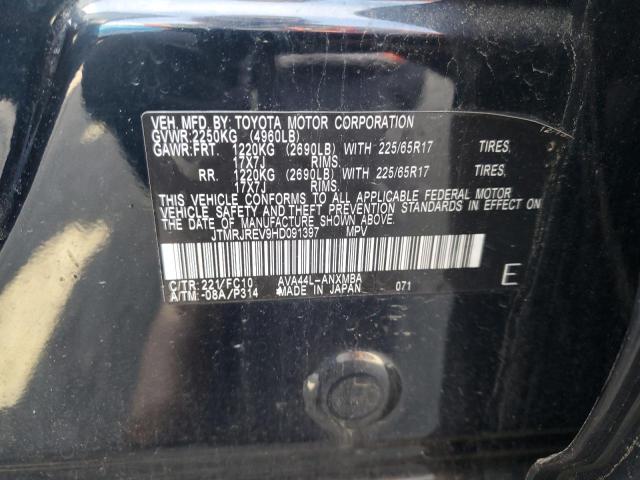 VEH. MFD. BY: TOYOTA MOTOR CORPORATION
GVWR:2250KG (4960LB)
GAWR:FRT. 1220KG (2690LB) WITH 225/65R17 TIRES,
17X7J RIMS.
RR. 1220KG (2690LB) WITH 225/65R17 TIRES,
17X7J RIMS.
THIS VEHICLE CONFORMS TO ALL APPLICABLE FEDERAL MOTOR
VEHICLE SAFETY AND THEFT PREVENTION STANDARDS IN EFFECT
ON THE DATE OF MANUFACTURE SHOWN ABOVE.
JTMRJREV9HD091397 MPV
C/TR:221/FC10 AVA44L-ANXMBA
A/TM:-08A/P314 *MADE IN JAPAN 071
E